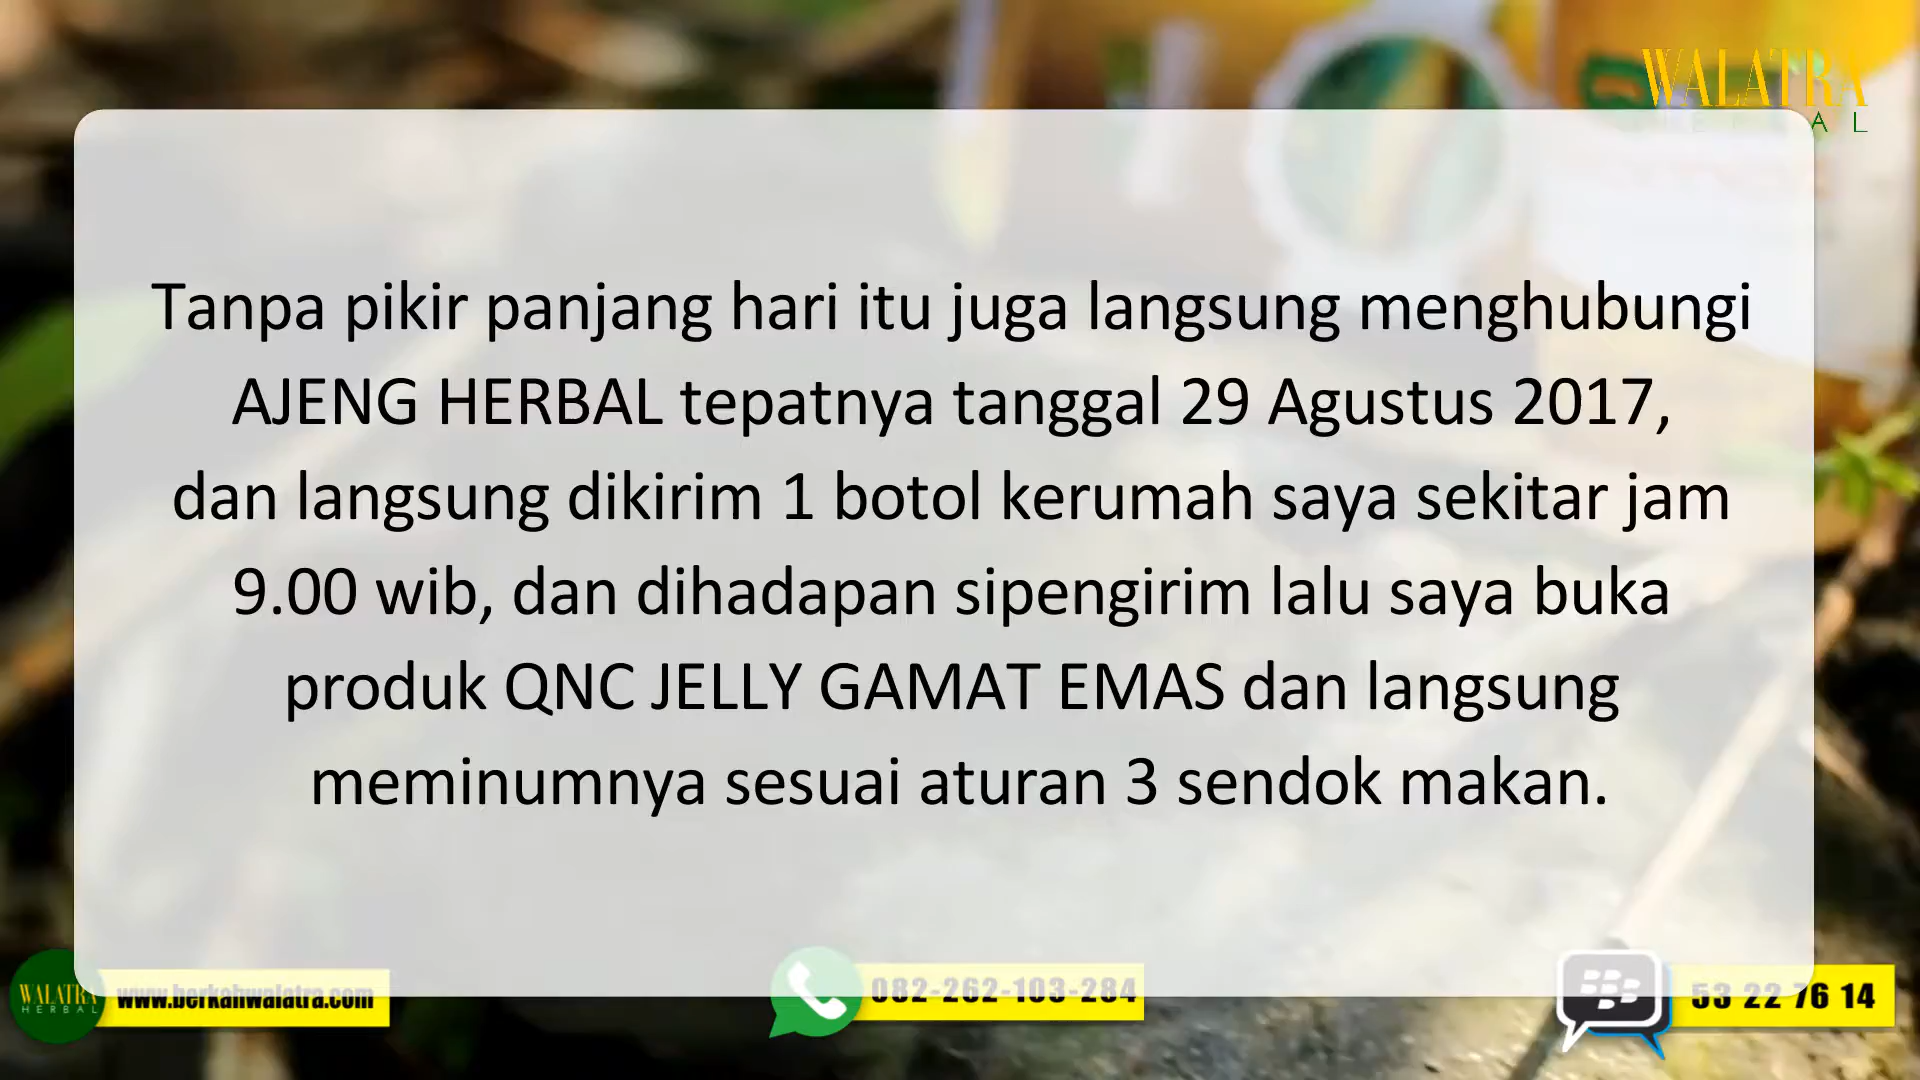 WALATRA
A L
Tanpa pikir panjang hari itu juga langsung menghubungi
AJENG HERBAL tepatnya tanggal 29 Agustus 2017,
dan langsung dikirim 1 botol kerumah saya sekitar jam
9.00 wib, dan dihadapan sipengirim lalu saya buka
produk QNC JELLY GAMAT EMAS dan langsung
meminumnya sesuai aturan 3 sendok makan.
WALATRA
HERBAL
www.berkahwalatra.com
082-262-103-284
53 22 76 14